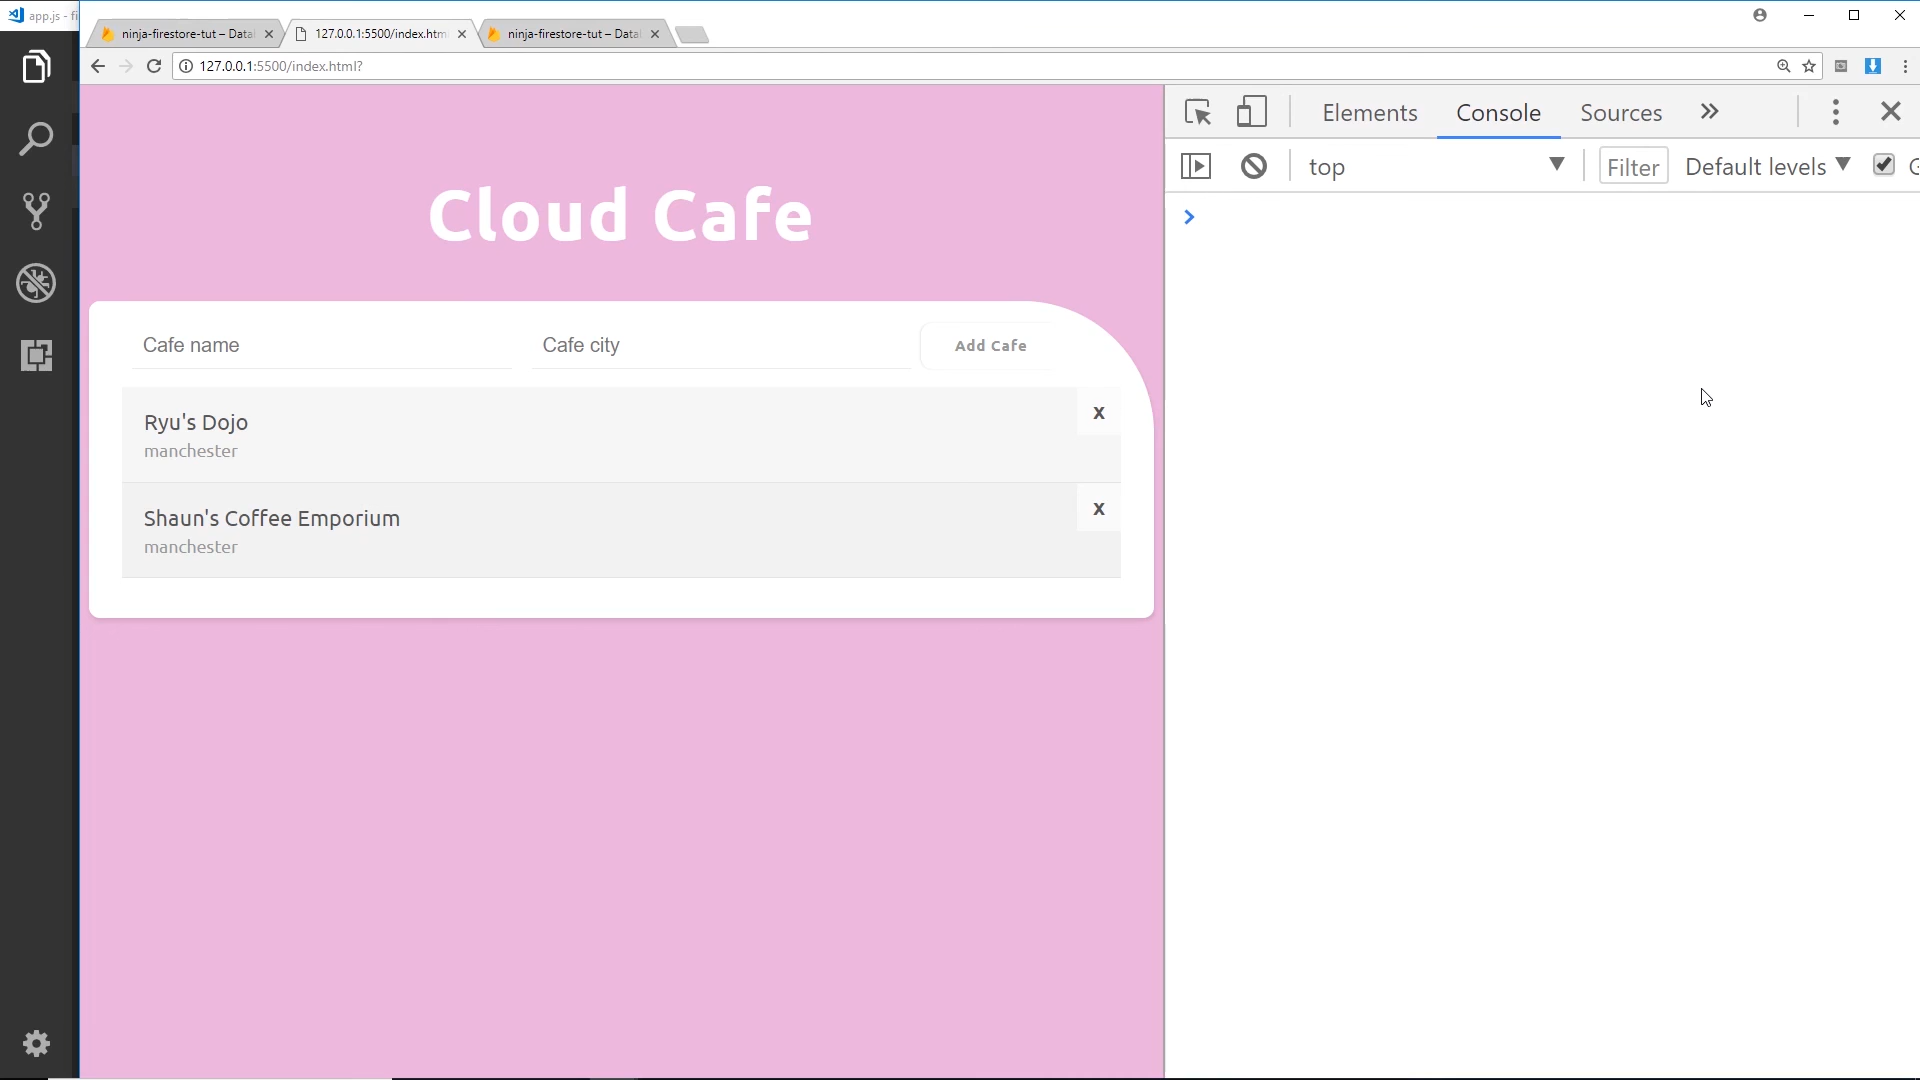 app.js - fi
ninja-firestore-tut – Datal
127.0.0.1:5500/index.htm
ninja-firestore-tut – Datal
127.0.0.1:5500/index.html?
Elements Console Sources
top Filter Default levels
Cloud Cafe
Cafe name Cafe city Add Cafe
Ryu's Dojo x
manchester
Shaun's Coffee Emporium x
manchester